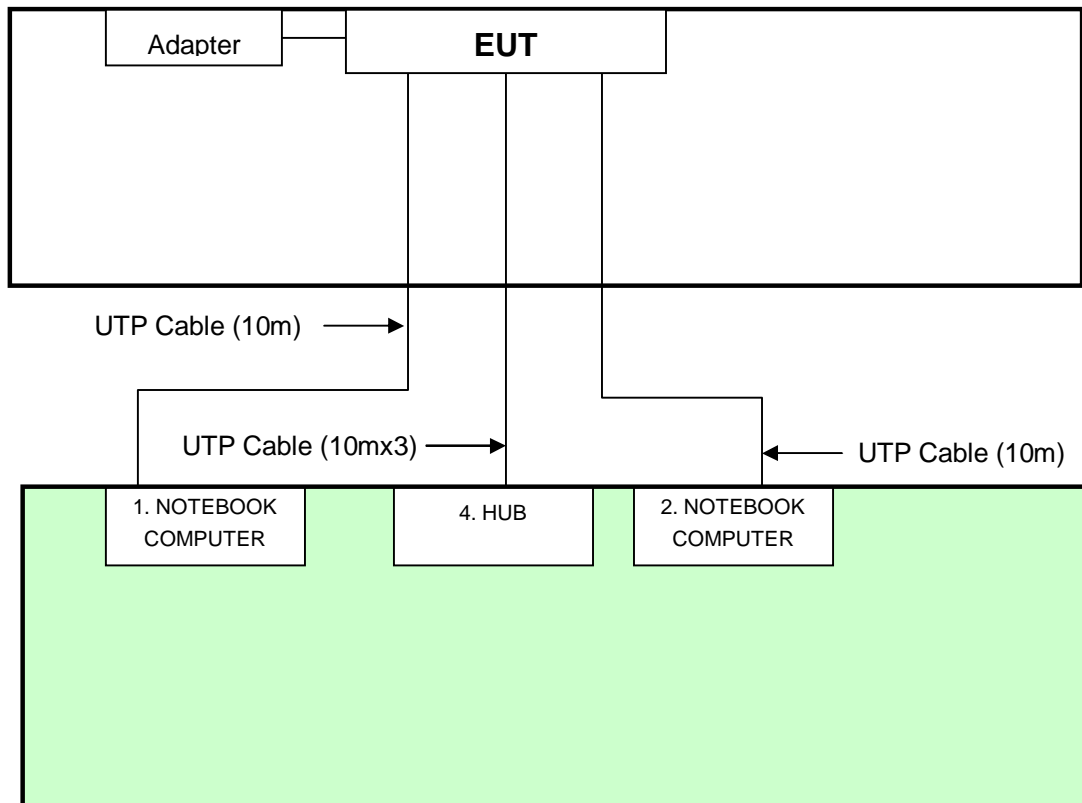 Adapter
EUT
UTP Cable (10m)
UTP Cable (10mx3)
UTP Cable (10m)
1. NOTEBOOK
COMPUTER
4. HUB
2. NOTEBOOK
COMPUTER